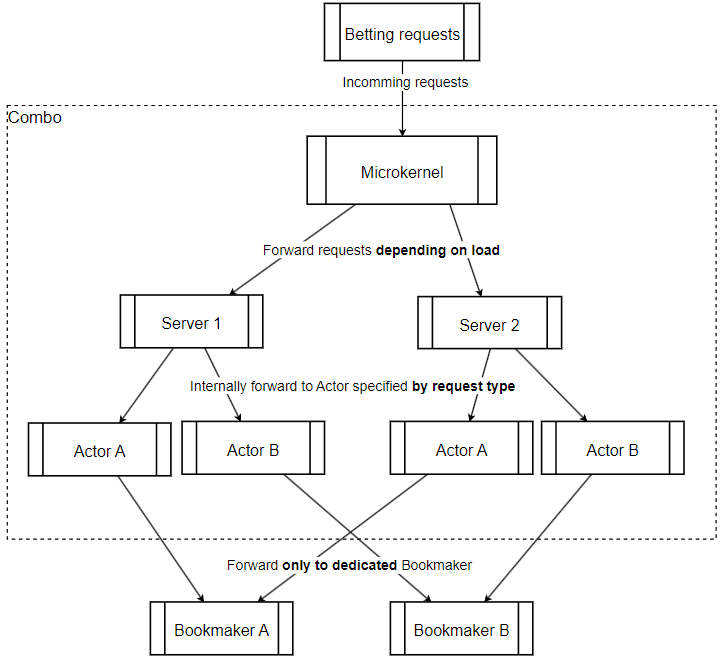 Betting requests
Incomming requests
Combo
Microkernel
Forward requests depending on load
Server 1
Server 2
Internally forward to Actor specified by request type
Actor A
Actor B
Actor A
Actor B
Forward only to dedicated Bookmaker
Bookmaker A
Bookmaker B